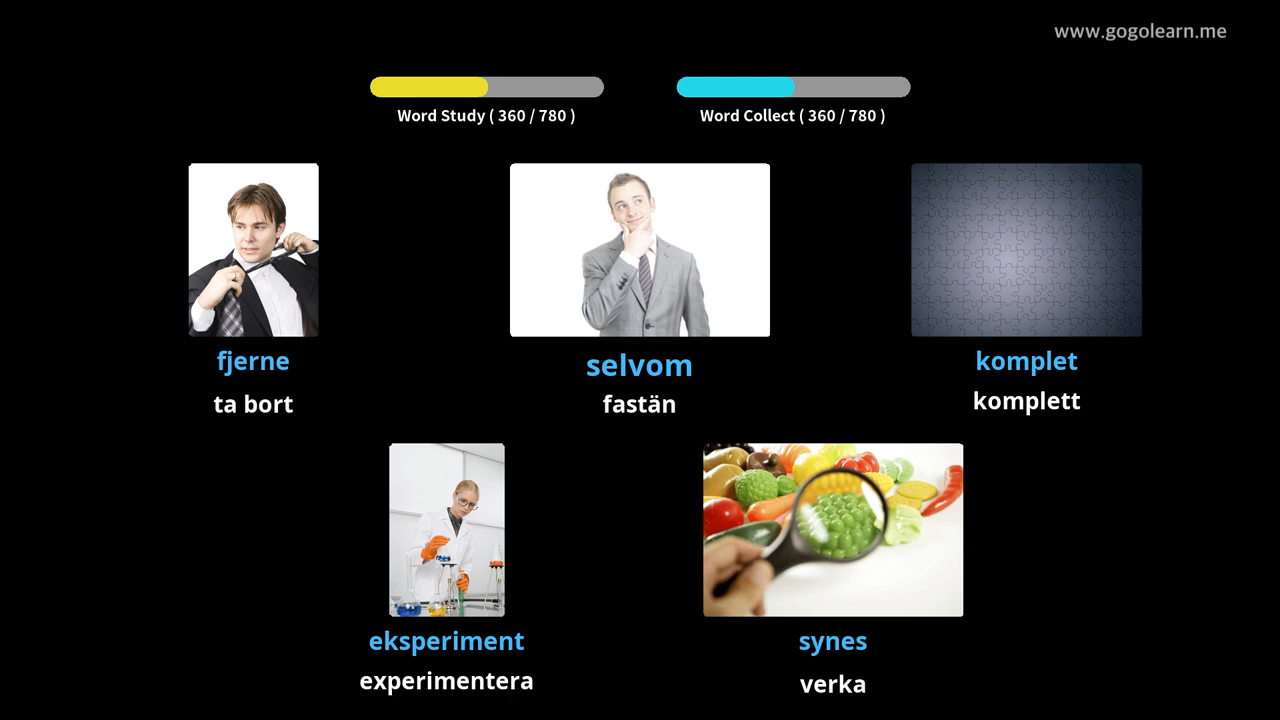 www.gogolearn.me
Word Study ( 360 / 780 )
Word Collect ( 360 / 780 )
fjerne
ta bort
selvom
fastän
komplet
komplett
eksperiment
experimentera
synes
verka